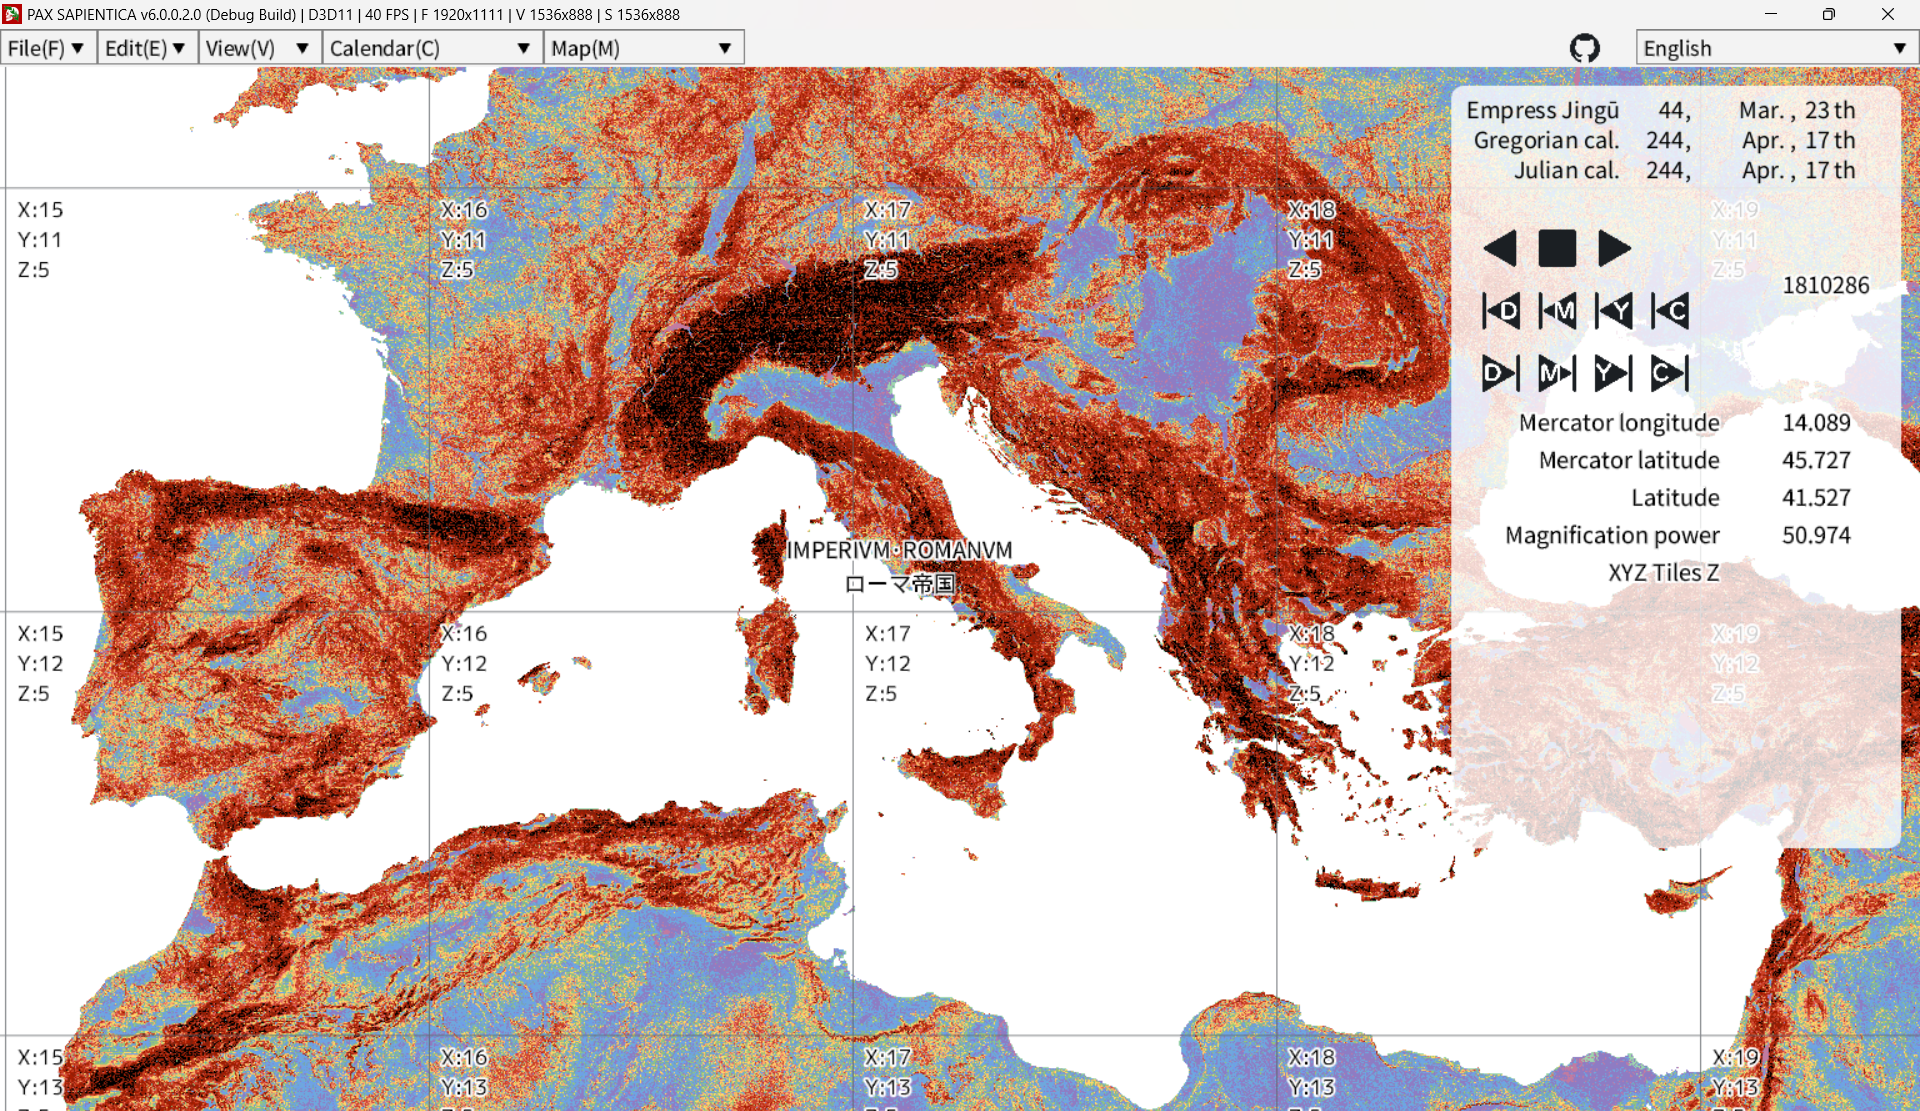 PAX SAPIENTICA v6.0.0.2.0 (Debug Build) | D3D11 | 40 FPS | F 1920x1111 | V 1536x888 | S 1536x888
File(F) ▼ Edit(E) ▼ View(V) ▼ Calendar(C) ▼ Map(M) ▼ English ▼
Empress Jingū 44, Mar. , 23 th
Gregorian cal. 244, Apr. , 17 th
Julian cal. 244, Apr. , 17 th
1810286
D M Y C
D M Y C
Mercator longitude 14.089
Mercator latitude 45.727
Latitude 41.527
Magnification power 50.974
XYZ Tiles Z
X:15 X:16 X:17 X:18 X:19
Y:11 Y:11 Y:11 Y:11 Y:11
Z:5 Z:5 Z:5 Z:5 Z:5
IMPERIVM·ROMANVM
ローマ帝国
X:15 X:16 X:17 X:18 X:19
Y:12 Y:12 Y:12 Y:12 Y:12
Z:5 Z:5 Z:5 Z:5 Z:5
X:15 X:16 X:17 X:18 X:19
Y:13 Y:13 Y:13 Y:13 Y:13